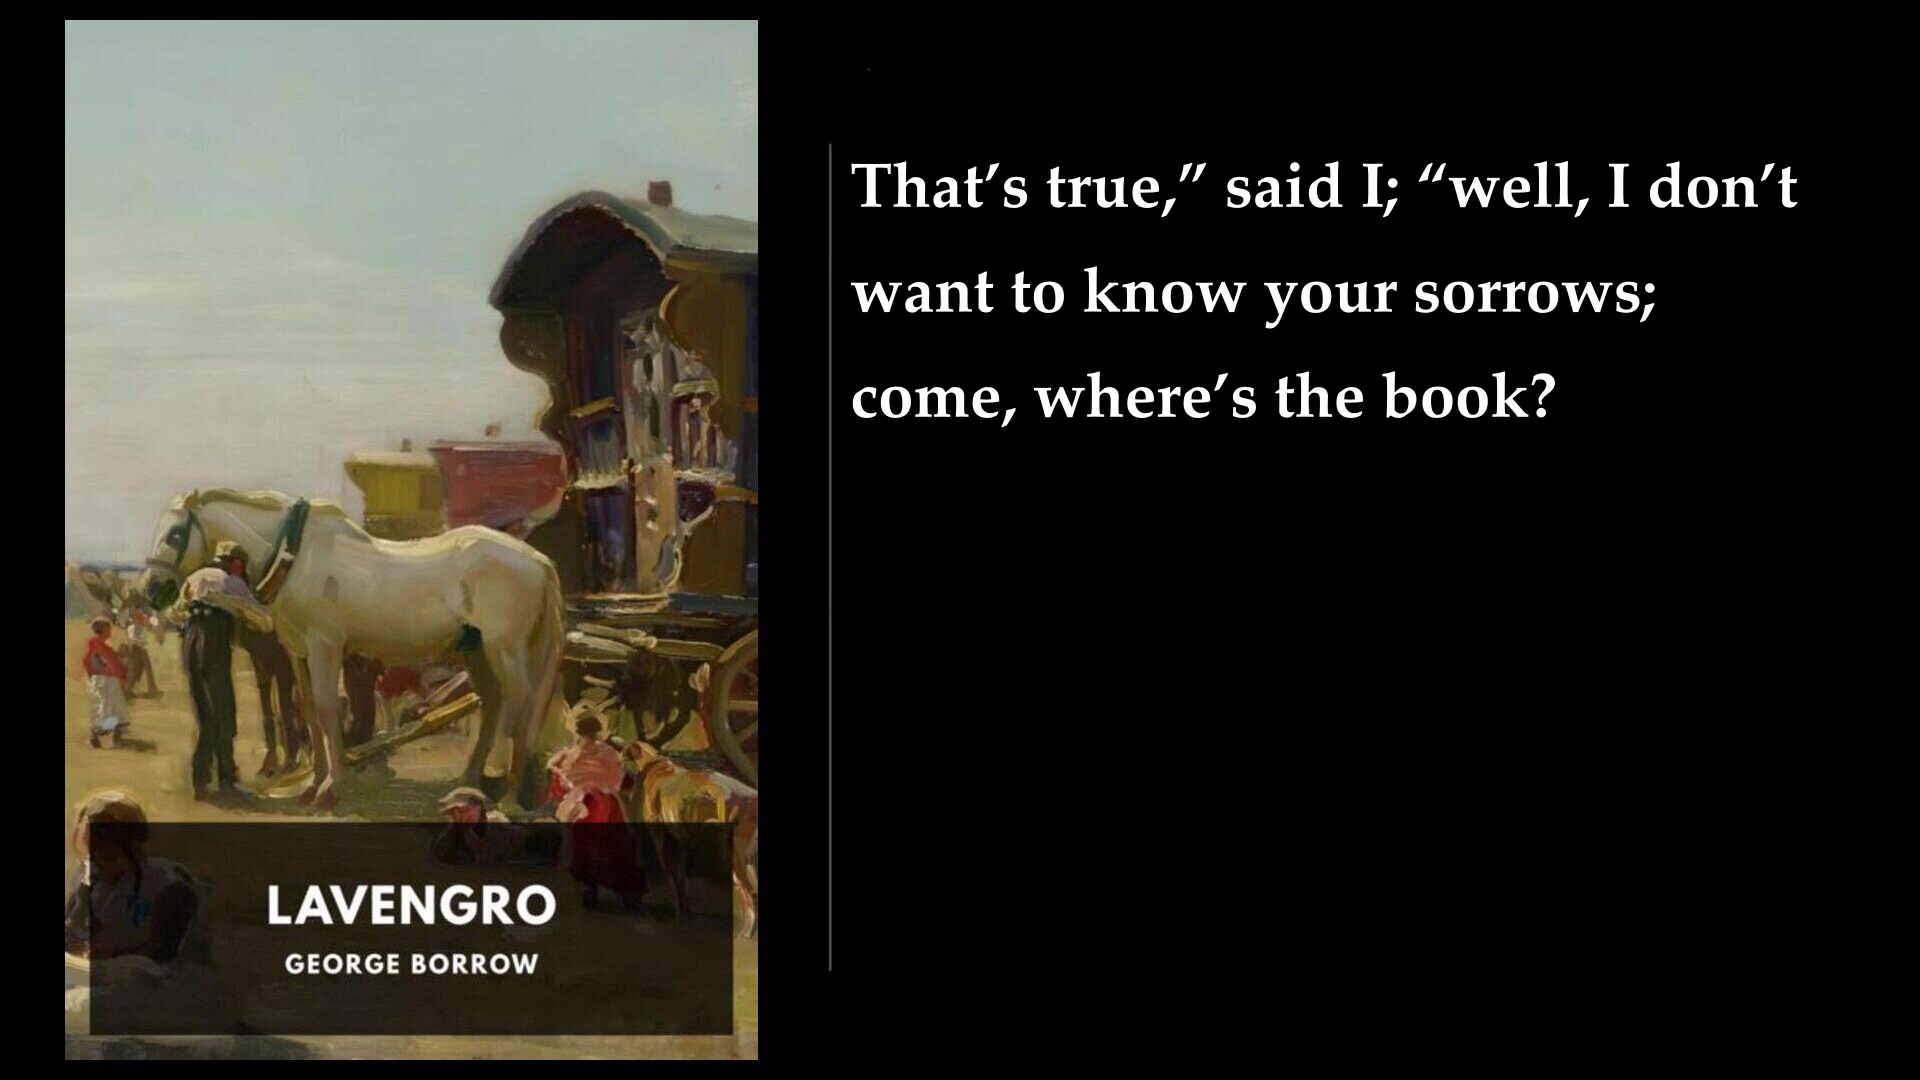 That’s true,” said I; “well, I don’t
want to know your sorrows;
come, where’s the book?
LAVENGRO
GEORGE BORROW